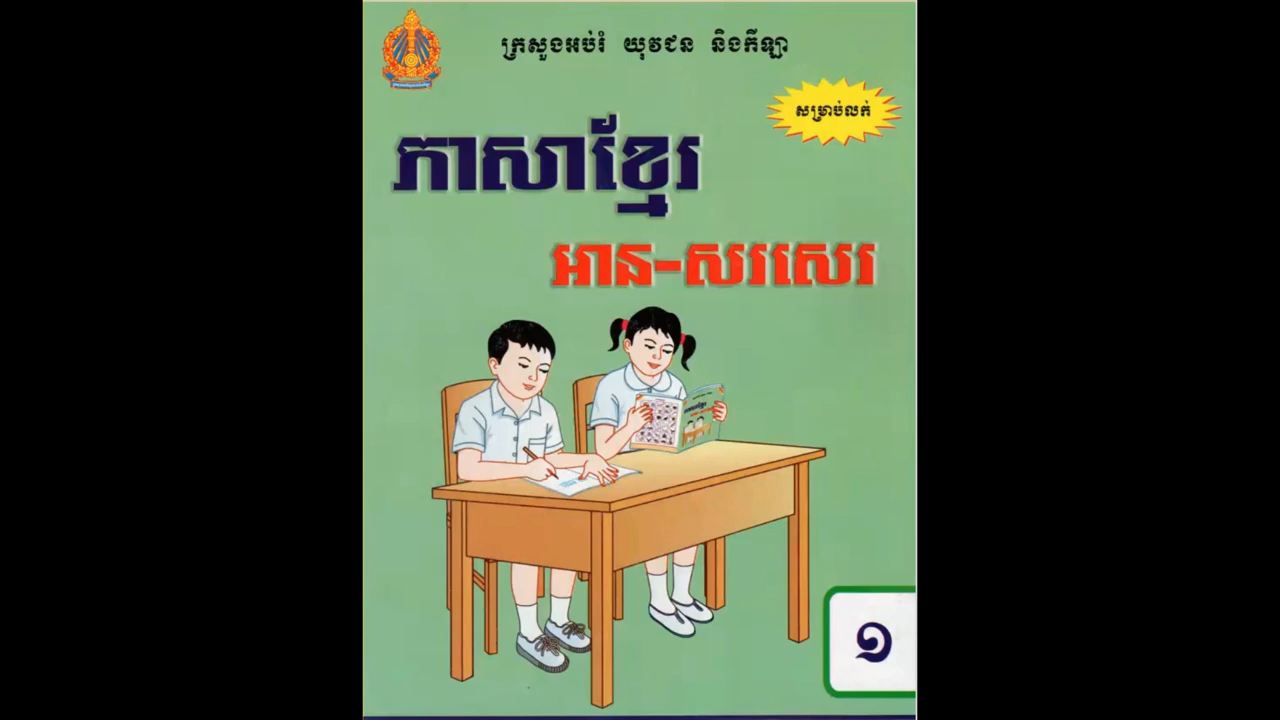 ក្រសួងអប់រំ យុវជន និងកីឡា
សម្រាប់លក់
ភាសាខ្មែរ
អាន-សរសេរ
១